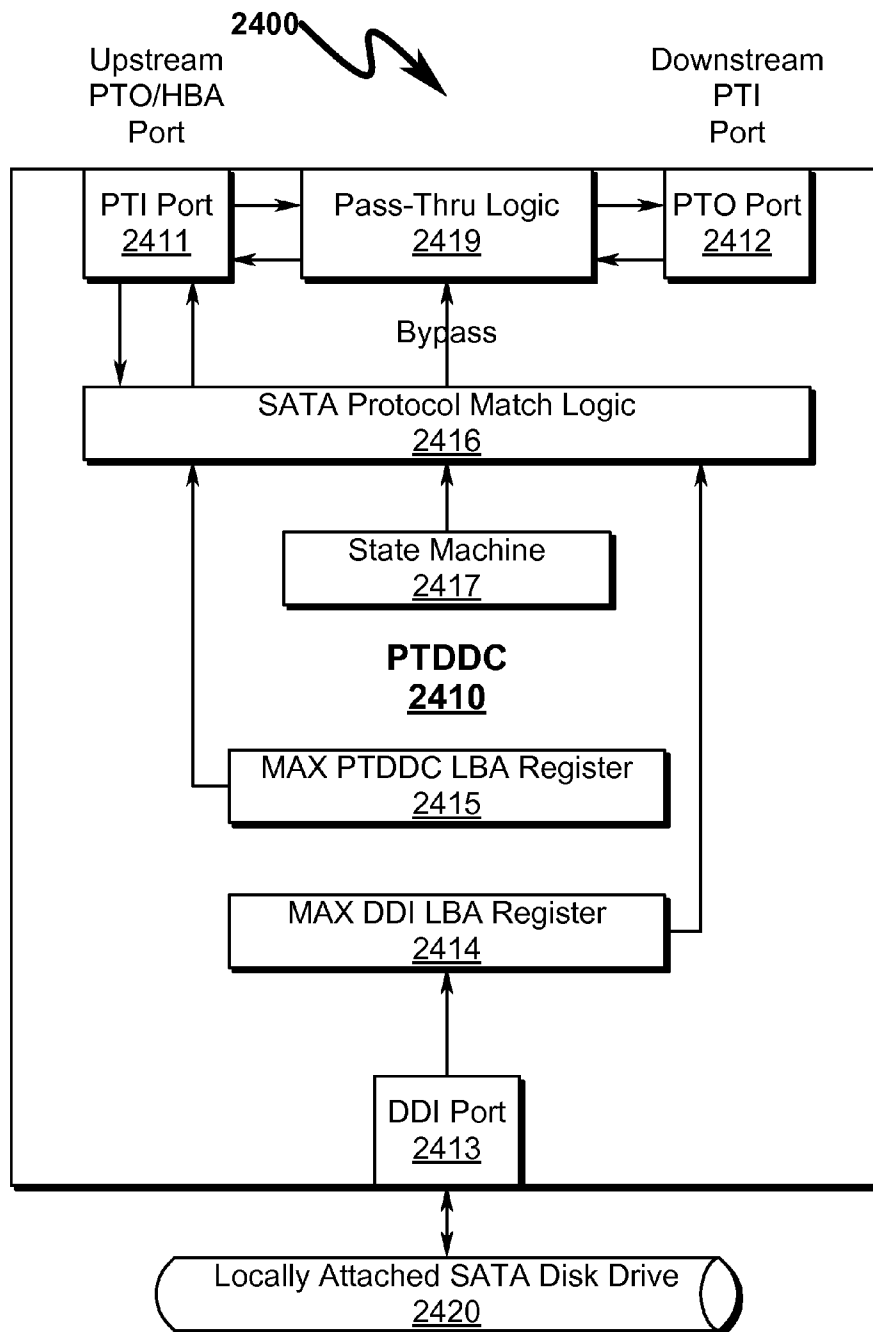 2400
Upstream
PTO/HBA
Port
Downstream
PTI
Port
PTI Port
2411
Pass-Thru Logic
2419
PTO Port
2412
Bypass
SATA Protocol Match Logic
2416
State Machine
2417
PTDDC
2410
MAX PTDDC LBA Register
2415
MAX DDI LBA Register
2414
DDI Port
2413
Locally Attached SATA Disk Drive
2420